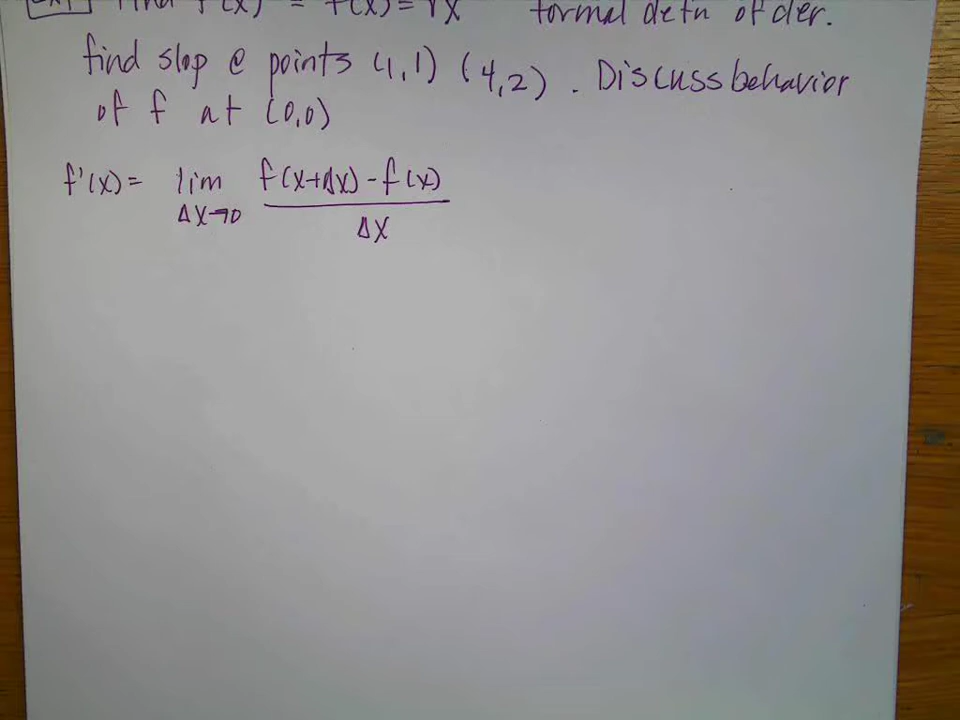 find f'(x) = f(x) = √x formal defn of der.
find slop @ points (1,1) (4,2) . Discuss behavior
of f at (0,0)
f'(x) = lim f(x+Δx) - f(x)
Δx→0 Δx